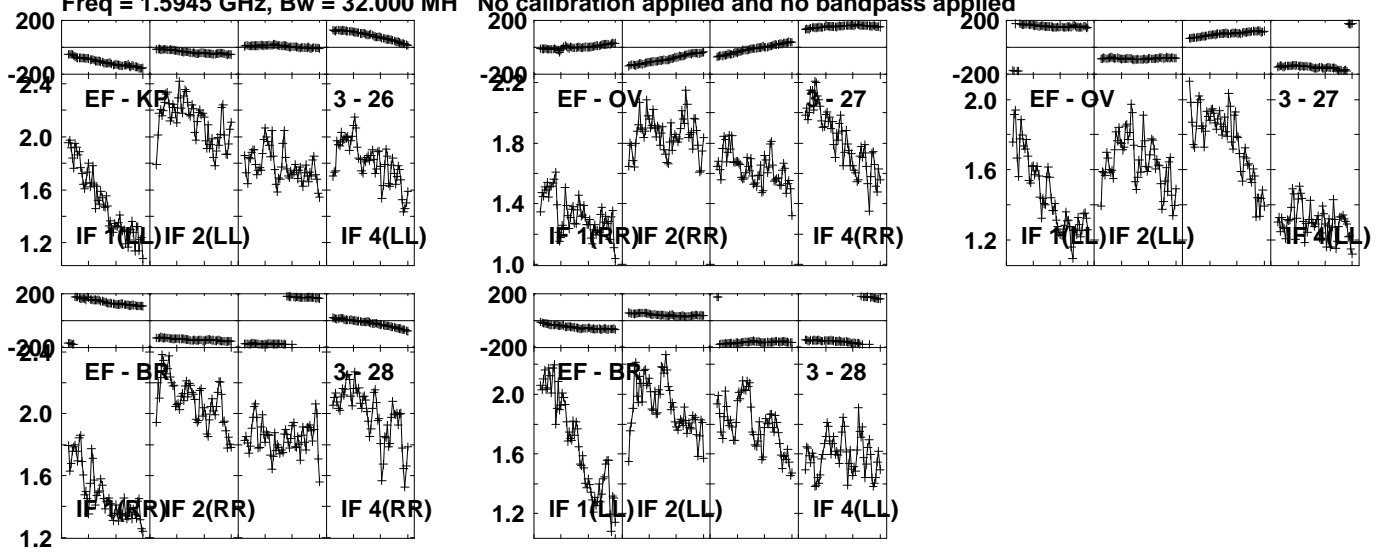 Freq = 1.5945 GHz, Bw = 32.000 MH No calibration applied and no bandpass applied
200
-200
2.4
2.0
1.6
1.2
EF - KP
3 - 26
IF 1(LL)
IF 2(LL)
IF 4(LL)
200
-200
2.2
1.8
1.4
1.0
EF - OV
3 - 27
IF 1(RR)
IF 2(RR)
IF 4(RR)
200
-200
2.0
1.6
1.2
EF - OV
3 - 27
IF 1(LL)
IF 2(LL)
IF 4(LL)
200
-200
2.4
2.0
1.6
1.2
EF - BR
3 - 28
IF 1(RR)
IF 2(RR)
IF 4(RR)
200
-200
2.0
1.6
1.2
EF - BR
3 - 28
IF 1(LL)
IF 2(LL)
IF 4(LL)